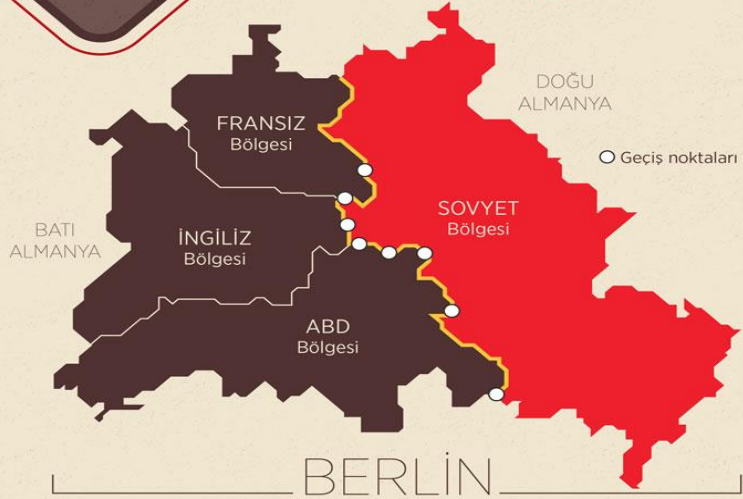 DOĞU
ALMANYA
FRANSIZ
Bölgesi
Geçiş noktaları
SOVYET
Bölgesi
BATI
ALMANYA
İNGİLİZ
Bölgesi
ABD
Bölgesi
BERLİN